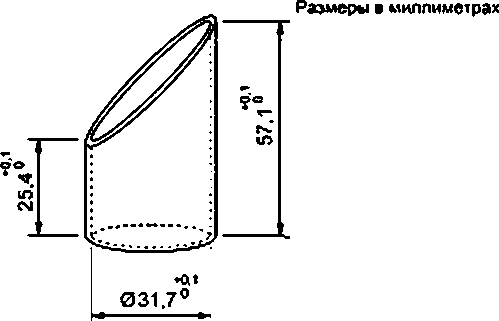 Размеры в миллиметрах
57,1 +0,1 0
25,4 +0,1 0
Ø31,7 +0,1 0